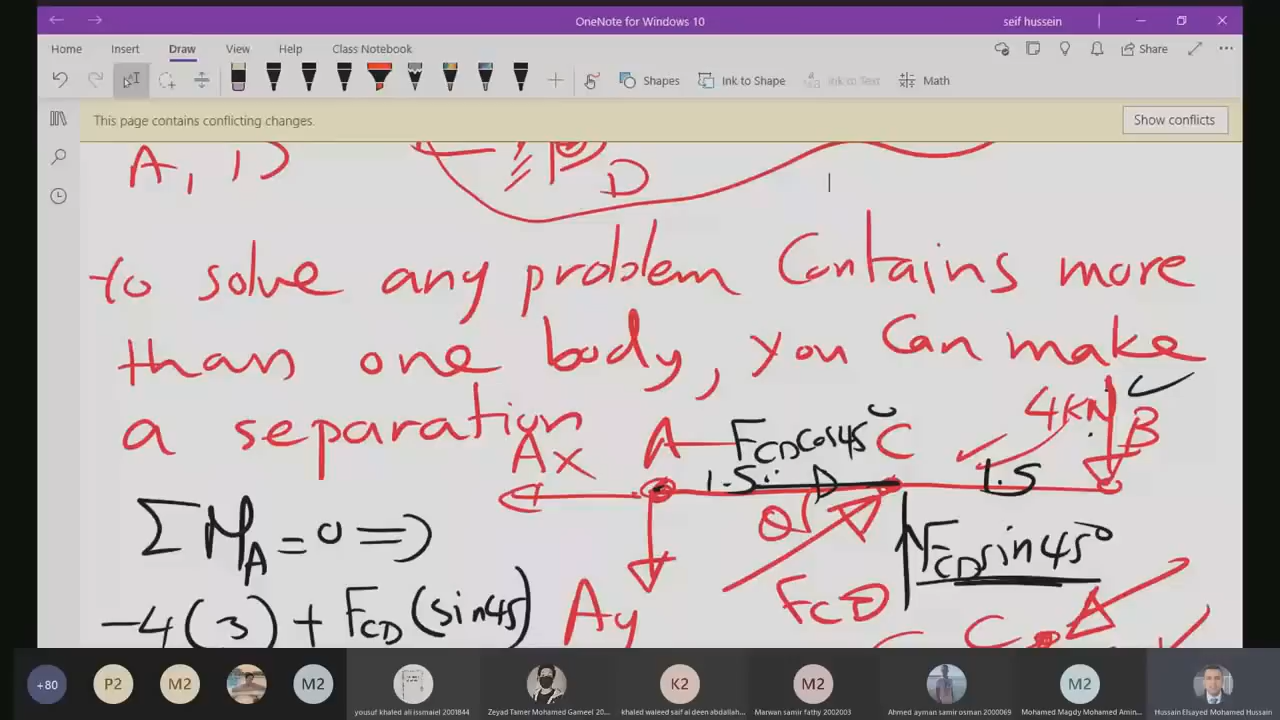 OneNote for Windows 10
seif hussein
Home Insert Draw View Help Class Notebook
Share
Shapes
Ink to Shape
Ink to Text
Math
This page contains conflicting changes.
Show conflicts
A, D
D
to solve any problem Contains more
than one body, you Can make
a separation
4KN
B
Ax
A
FCD cos45
C
1.5
1.5
θ
ΣMA = 0 =>
FCD sin45°
FCD
-4(3) + FCD (sin45)
Ay
C
+80
P2
M2
M2
K2
M2
M2
yousuf khaled ali issmaiel 2001844
Zeyad Tamer Mohamed Gameel 20...
khaled waleed saif al deen abdallah...
Marwan samir fathy 2002003
Ahmed ayman samir osman 2000069
Mohamed Magdy Mohamed Amin...
Hussain Elsayed Mohamed Hussain